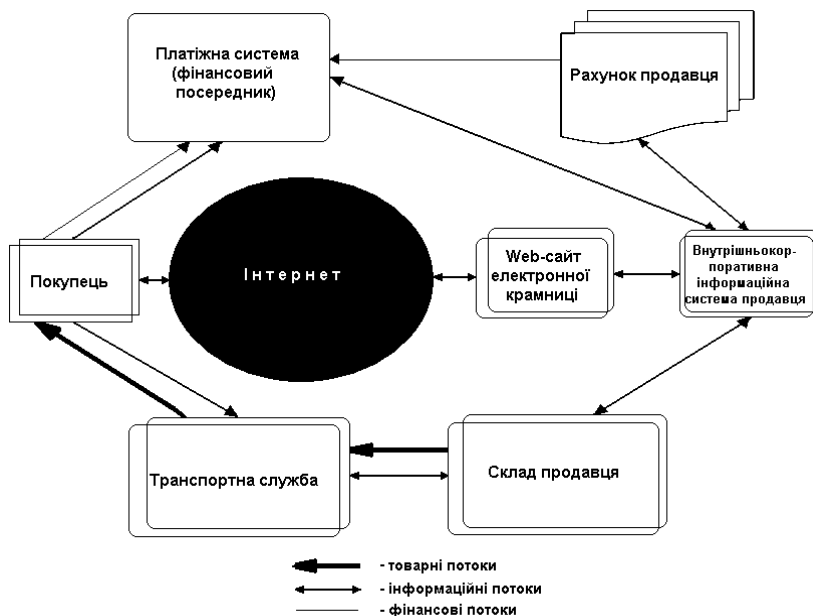 Платіжна система
(фінансовий
посередник)
Рахунок продавця
Покупець
І н т е р н е т
Web-сайт
електронної
крамниці
Внутрішньокор-
поративна
інформаційна
система продавця
Транспортна служба
Склад продавця
- товарні потоки
- інформаційні потоки
- фінансові потоки